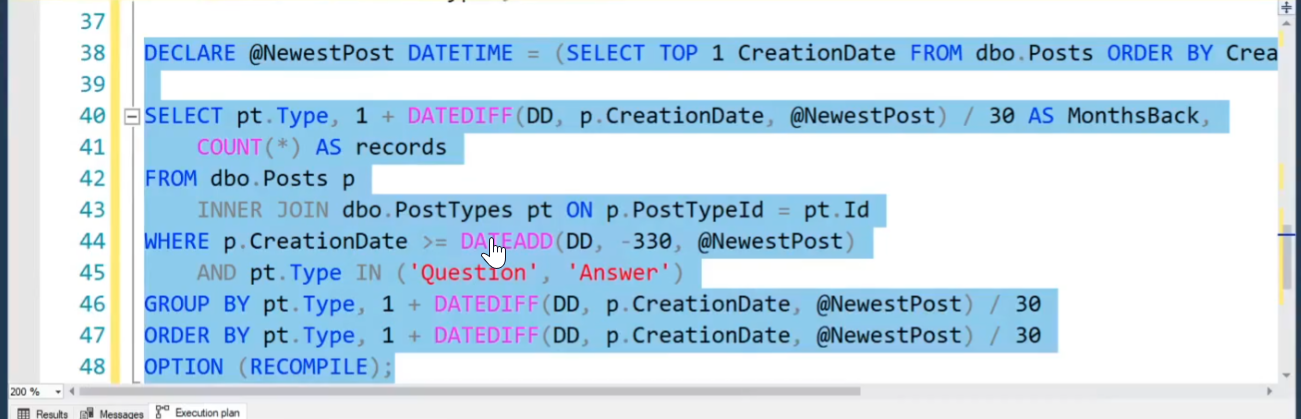 37
38 DECLARE @NewestPost DATETIME = (SELECT TOP 1 CreationDate FROM dbo.Posts ORDER BY Crea
39
40 SELECT pt.Type, 1 + DATEDIFF(DD, p.CreationDate, @NewestPost) / 30 AS MonthsBack,
41 COUNT(*) AS records
42 FROM dbo.Posts p
43 INNER JOIN dbo.PostTypes pt ON p.PostTypeId = pt.Id
44 WHERE p.CreationDate >= DATEADD(DD, -330, @NewestPost)
45 AND pt.Type IN ('Question', 'Answer')
46 GROUP BY pt.Type, 1 + DATEDIFF(DD, p.CreationDate, @NewestPost) / 30
47 ORDER BY pt.Type, 1 + DATEDIFF(DD, p.CreationDate, @NewestPost) / 30
48 OPTION (RECOMPILE);
200 %
Results Messages Execution plan